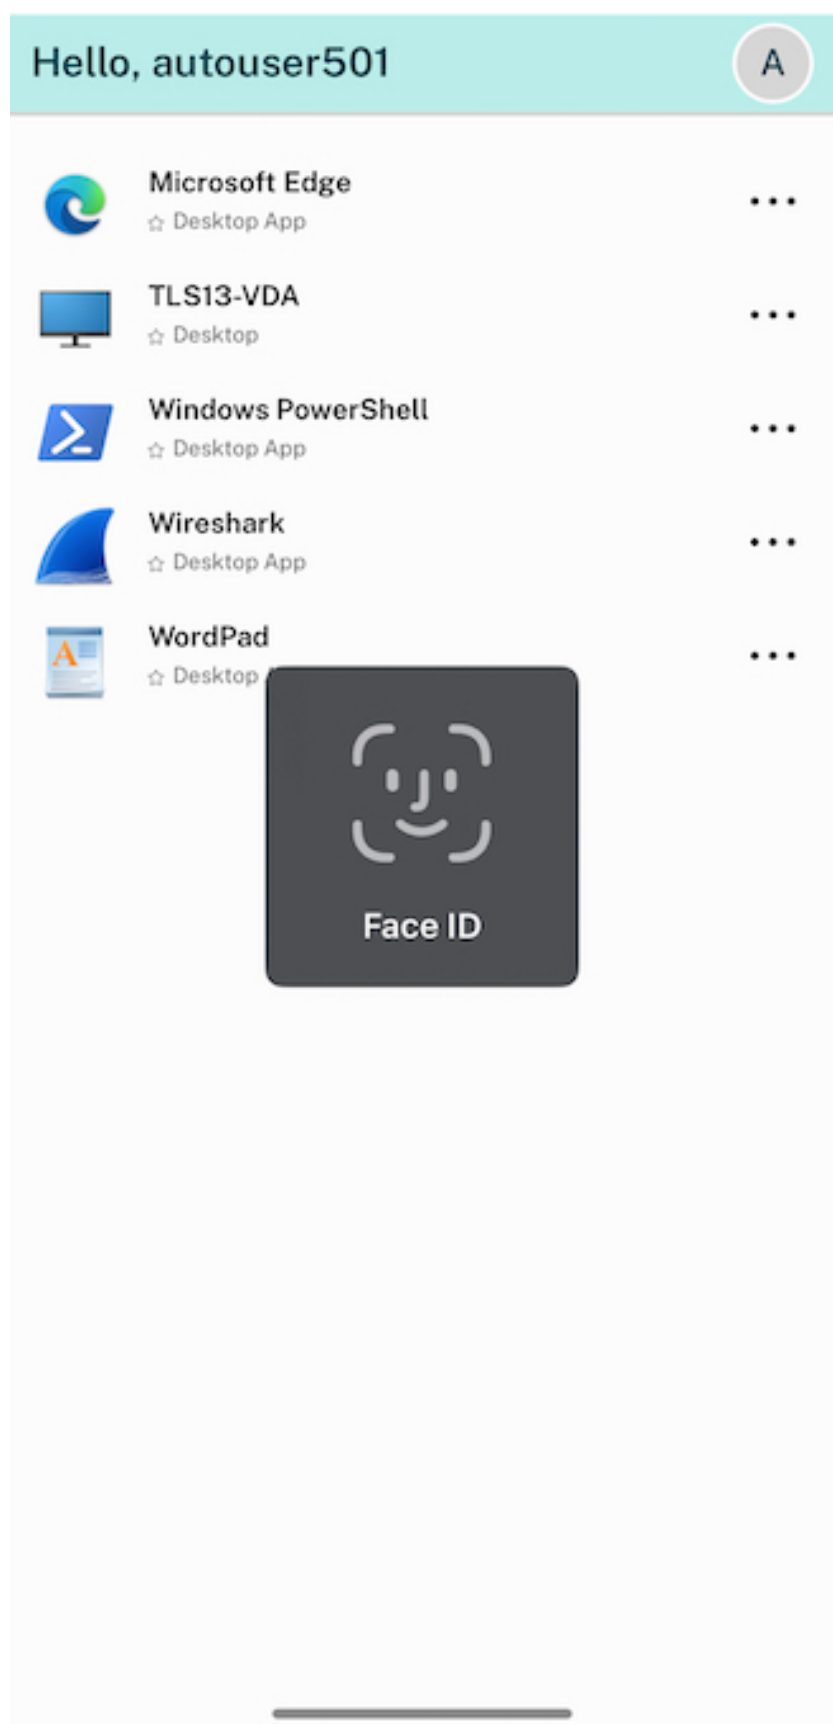 Hello, autouser501
A
Microsoft Edge
☆ Desktop App
TLS13-VDA
☆ Desktop
Windows PowerShell
☆ Desktop App
Wireshark
☆ Desktop App
WordPad
☆ Desktop
Face ID